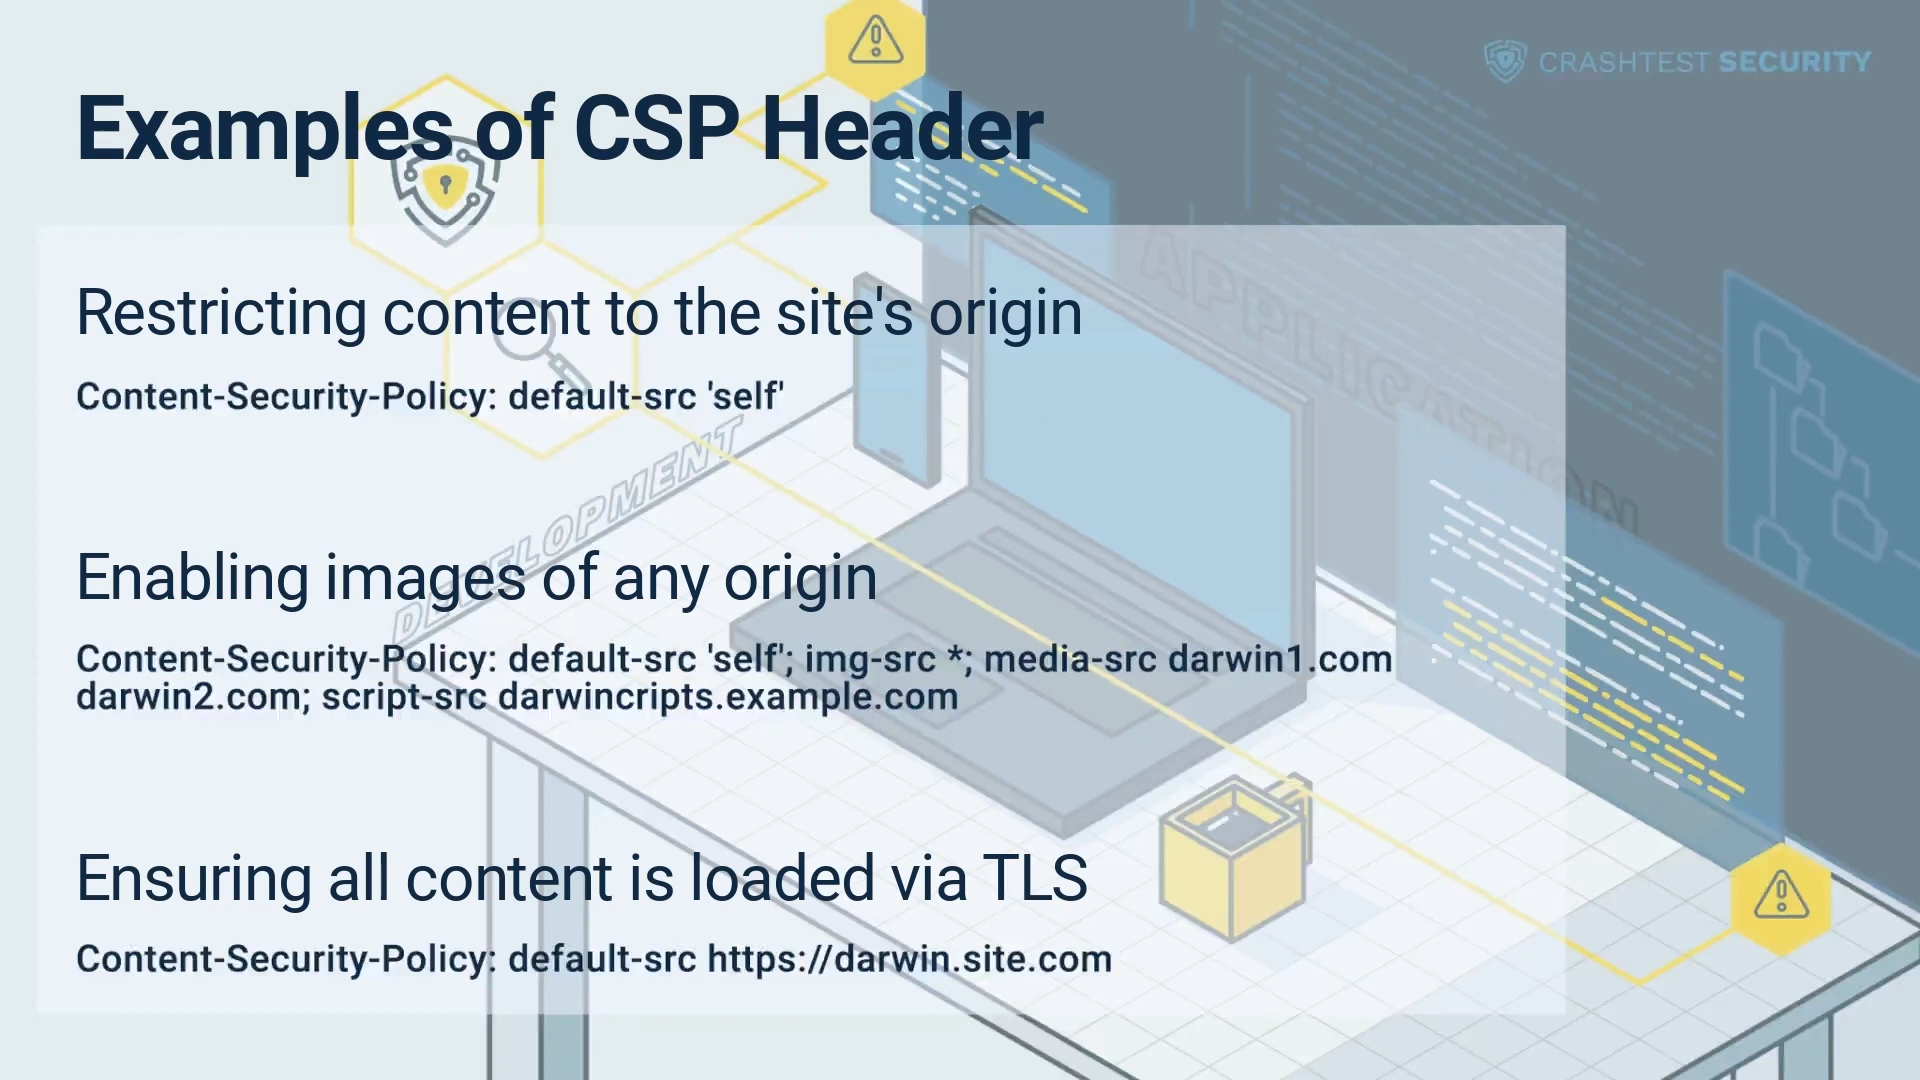 CRASHTEST SECURITY
Examples of CSP Header
Restricting content to the site's origin
Content-Security-Policy: default-src 'self'
Enabling images of any origin
Content-Security-Policy: default-src 'self'; img-src *; media-src darwin1.com
darwin2.com; script-src darwincripts.example.com
Ensuring all content is loaded via TLS
Content-Security-Policy: default-src https://darwin.site.com
DEVELOPMENT
APPLICATION